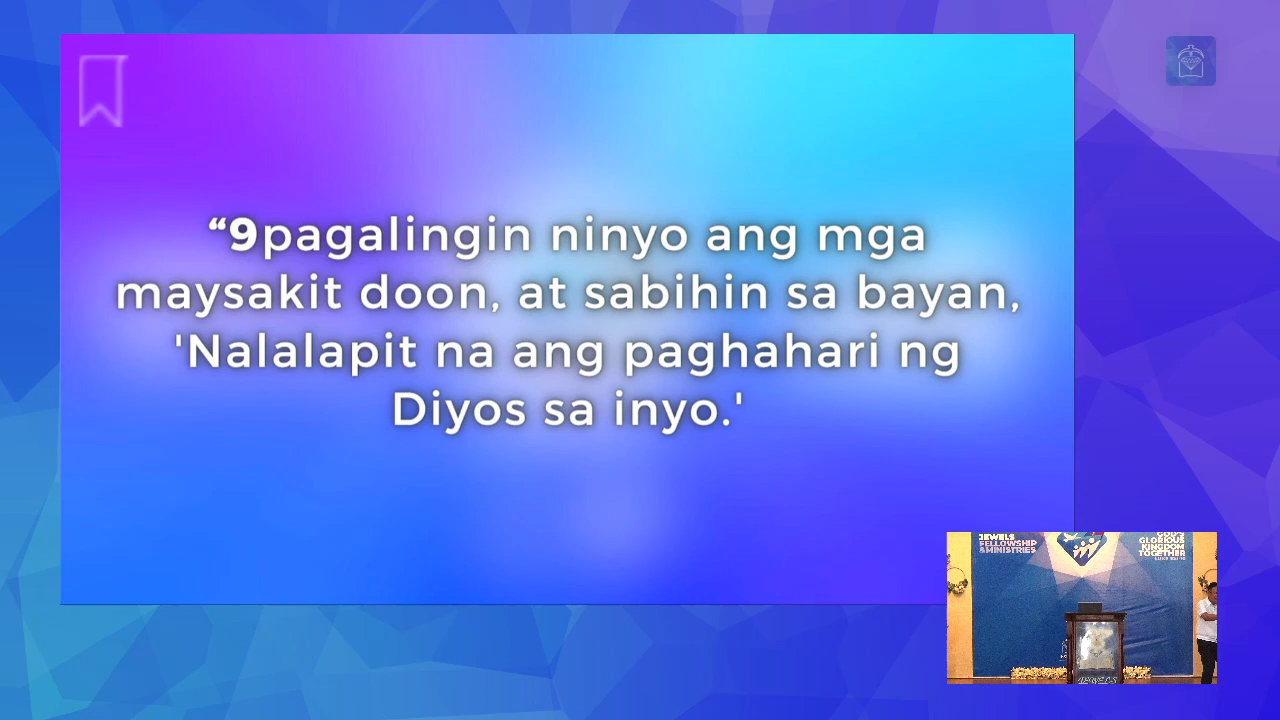 “9pagalingin ninyo ang mga
maysakit doon, at sabihin sa bayan,
'Nalalapit na ang paghahari ng
Diyos sa inyo.'
JEWELS
FELLOWSHIP
&MINISTRIES
GLORIOUS
KINGDOM
TOGETHER
JEWELS